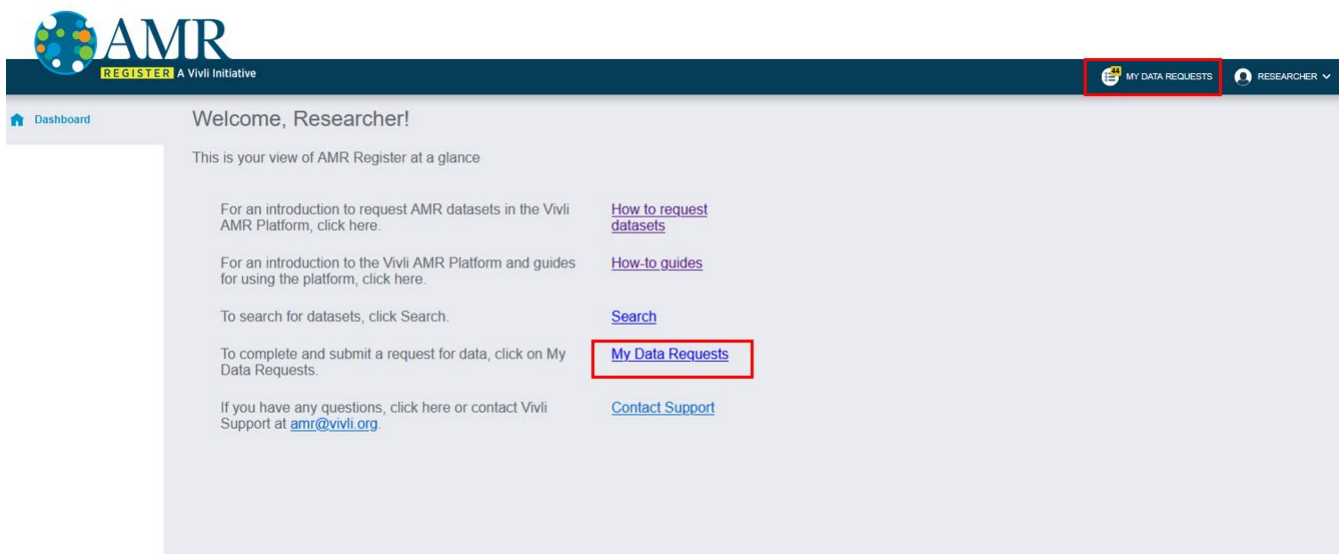 AMR
REGISTER A Vivli Initiative
44
MY DATA REQUESTS
RESEARCHER
Dashboard
Welcome, Researcher!
This is your view of AMR Register at a glance
For an introduction to request AMR datasets in the Vivli
AMR Platform, click here.
How to request
datasets
For an introduction to the Vivli AMR Platform and guides
for using the platform, click here.
How-to guides
To search for datasets, click Search.
Search
To complete and submit a request for data, click on My
Data Requests.
My Data Requests
If you have any questions, click here or contact Vivli
Support at amr@vivli.org.
Contact Support